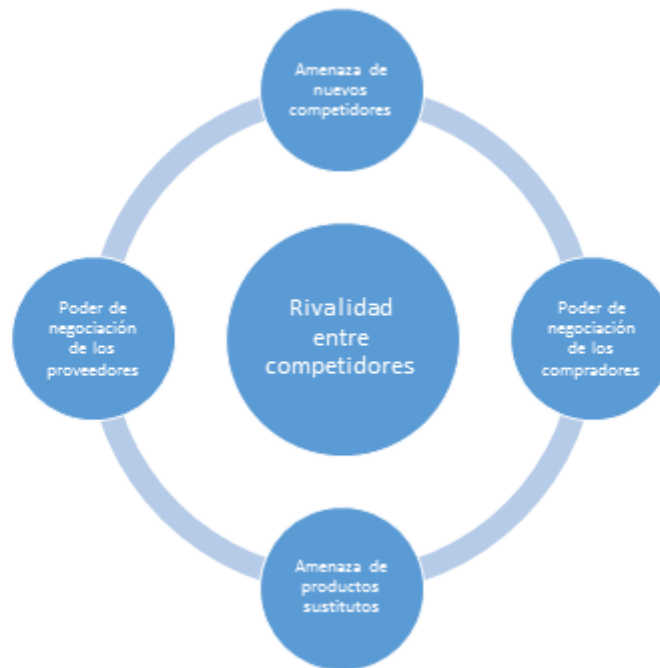 Amenaza de
nuevos
competidores
Poder de
negociación
de los
proveedores
Rivalidad
entre
competidores
Poder de
negociación
de los
compradores
Amenaza de
productos
sustitutos